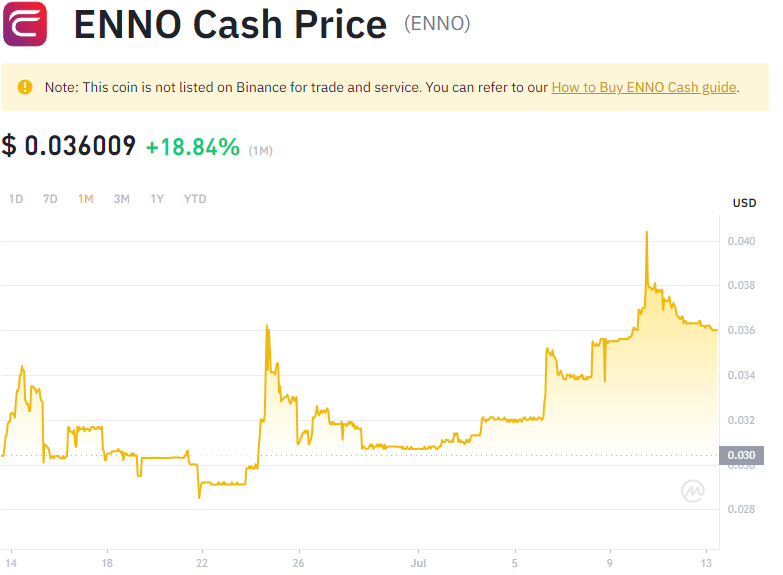 ENNO Cash Price (ENNO)
Note: This coin is not listed on Binance for trade and service. You can refer to our How to Buy ENNO Cash guide.
$ 0.036009 +18.84% (1M)
1D 7D 1M 3M 1Y YTD
USD
0.040
0.038
0.036
0.034
0.032
0.030
0.030
0.028
14 18 22 26 Jul 5 9 13